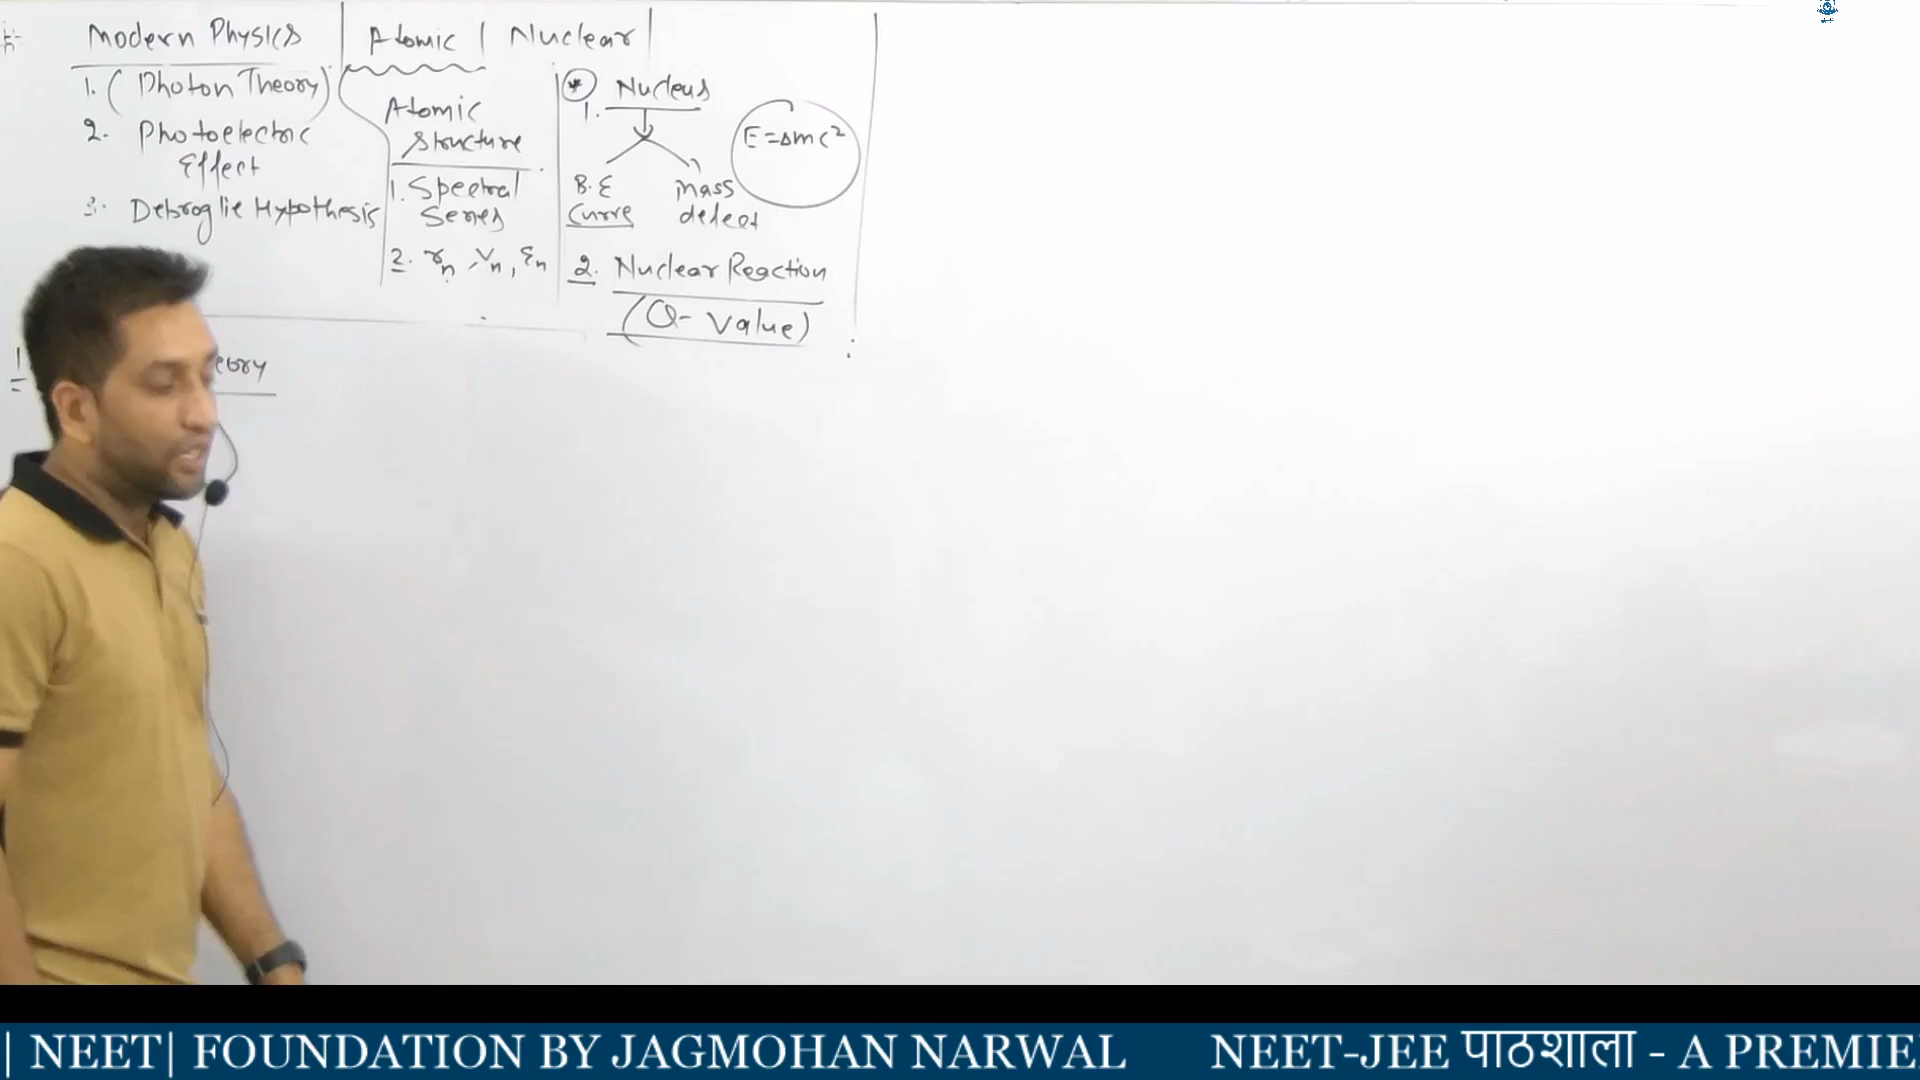 Modern Physics | Atomic | Nuclear |
1. (Photon Theory)
2. Photoelectric
Effect
3. Debroglie Hypothesis
Atomic
Structure
1. Spectral
Series
2. rn, Vn, En
* Nucleus
1.
B.E
Curve
mass
defect
E=Δmc²
2. Nuclear Reaction
(Q- Value)
1
eory
| NEET| FOUNDATION BY JAGMOHAN NARWAL NEET-JEE पाठशाला - A PREMIE